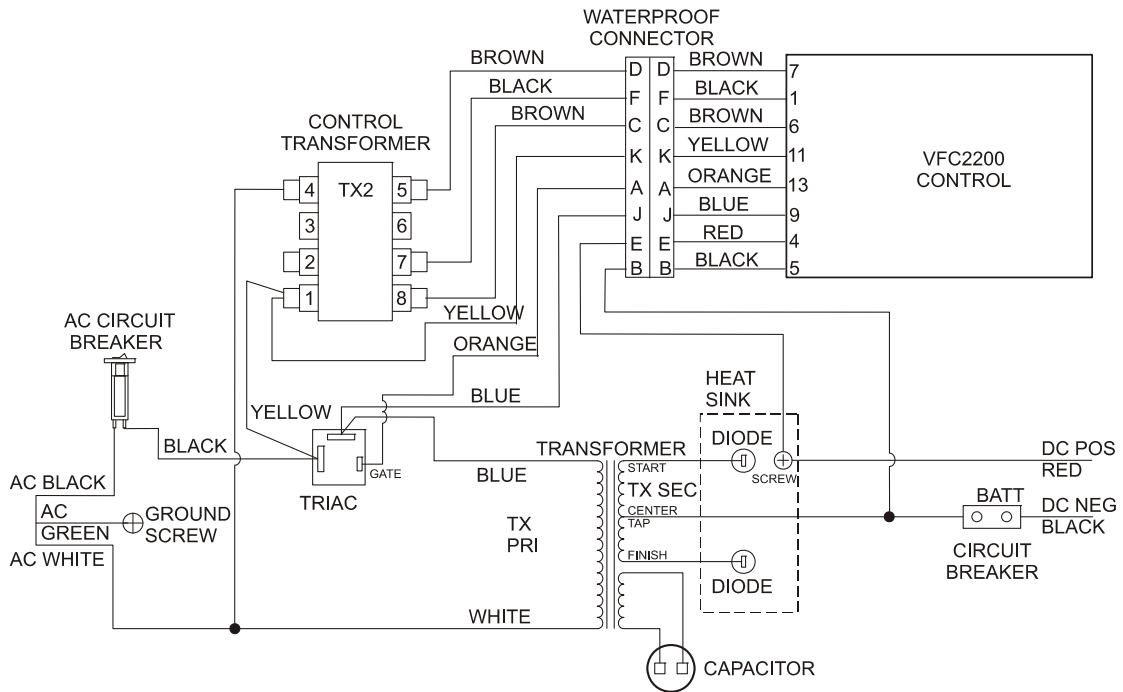 WATERPROOF
CONNECTOR
BROWN
D
D
BROWN
7
BLACK
F
F
BLACK
1
BROWN
C
C
BROWN
6
K
K
YELLOW
11
A
A
ORANGE
13
J
J
BLUE
9
E
E
RED
4
B
B
BLACK
5
VFC2200
CONTROL
CONTROL
TRANSFORMER
TX2
4
5
3
6
2
7
1
8
YELLOW
ORANGE
BLUE
AC CIRCUIT
BREAKER
YELLOW
BLACK
GATE
TRIAC
BLUE
AC BLACK
AC
GREEN
AC WHITE
GROUND
SCREW
WHITE
TRANSFORMER
START
TX SEC
CENTER
TAP
FINISH
TX
PRI
HEAT
SINK
DIODE
SCREW
DIODE
CAPACITOR
DC POS
RED
BATT
DC NEG
BLACK
CIRCUIT
BREAKER